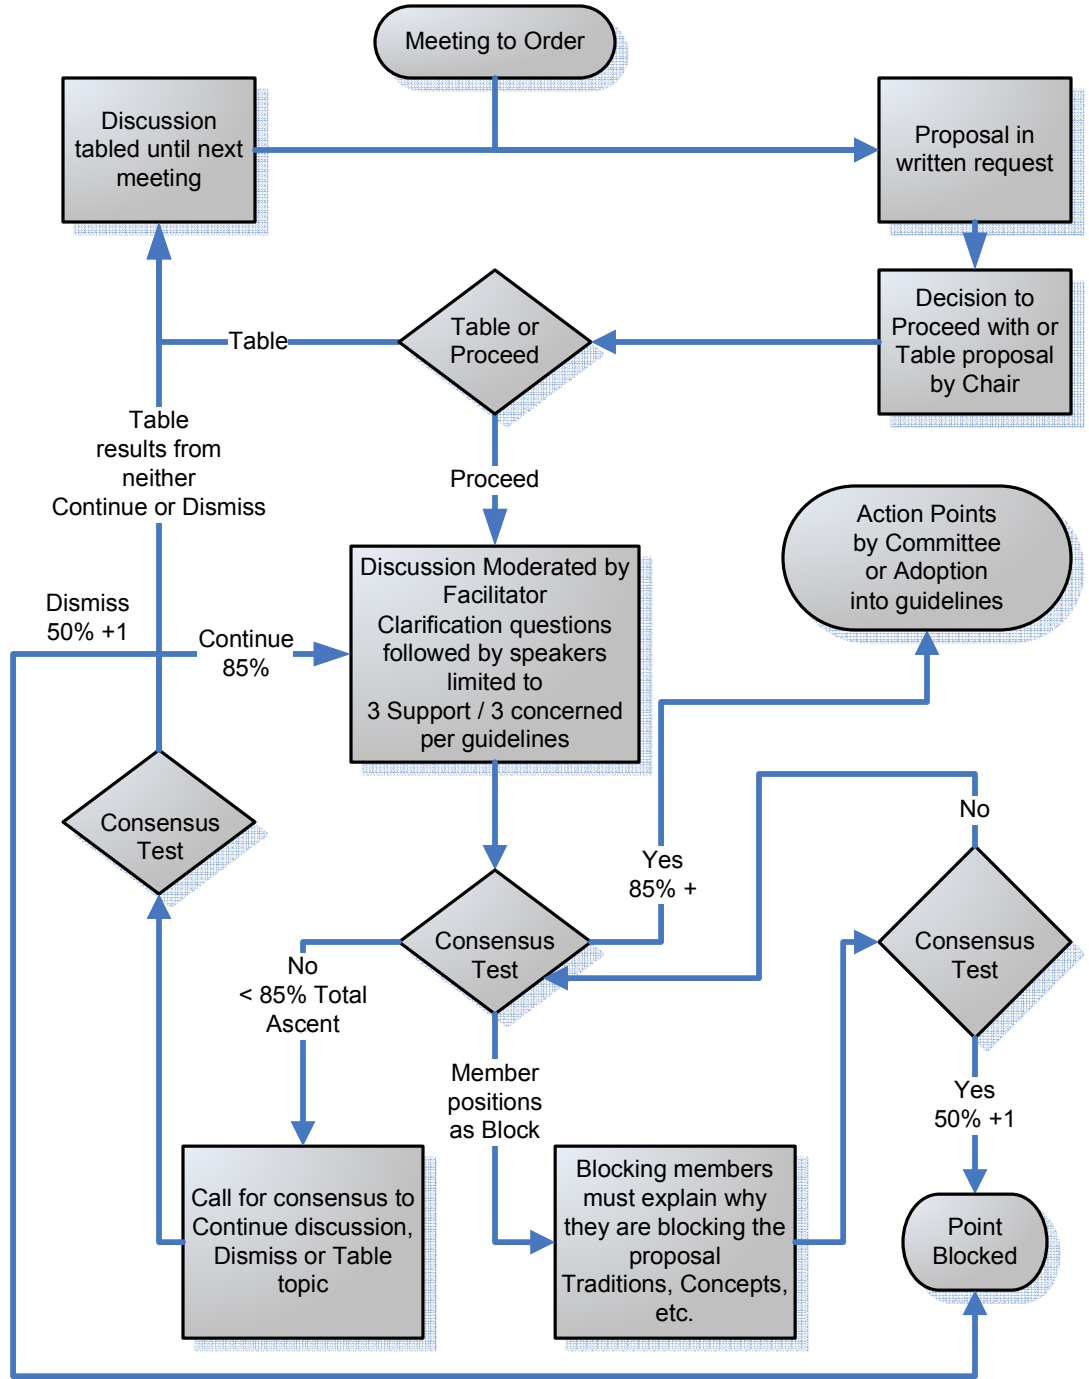 Meeting to Order
Discussion
tabled until next
meeting
Proposal in
written request
Decision to
Proceed with or
Table proposal
by Chair
Table or
Proceed
Table
Table
results from
neither
Continue or Dismiss
Proceed
Action Points
by Committee
or Adoption
into guidelines
Discussion Moderated by
Facilitator
Clarification questions
followed by speakers
limited to
3 Support / 3 concerned
per guidelines
Dismiss
50% +1
Continue
85%
Consensus
Test
No
Yes
85% +
Consensus
Test
Consensus
Test
No
< 85% Total
Ascent
Member
positions
as Block
Yes
50% +1
Call for consensus to
Continue discussion,
Dismiss or Table
topic
Blocking members
must explain why
they are blocking the
proposal
Traditions, Concepts,
etc.
Point
Blocked